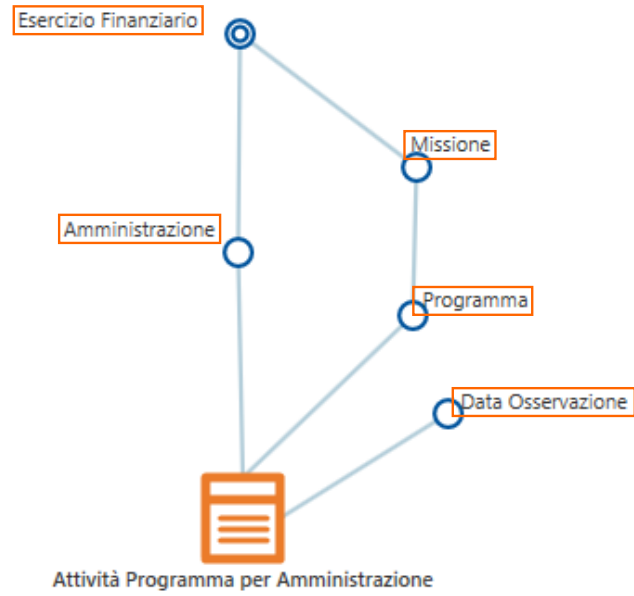 Esercizio Finanziario
Missione
Amministrazione
Programma
Data Osservazione
Attività Programma per Amministrazione